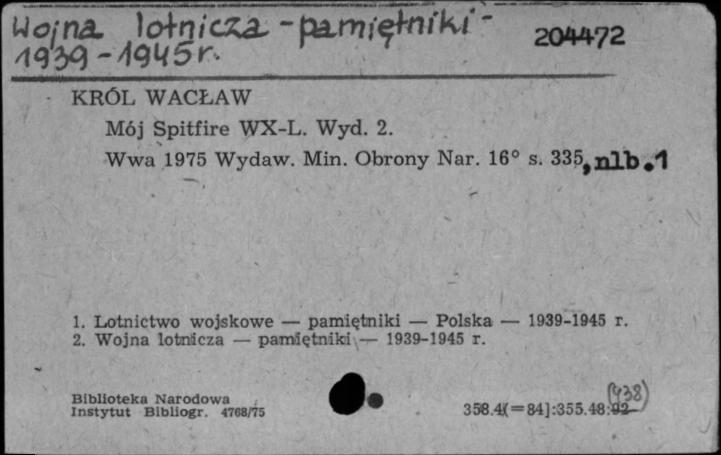 Wojna lotnicza - pamiętniki - 204472
1939-1945 r.
KRÓL WACŁAW
Mój Spitfire WX-L. Wyd. 2.
Wwa 1975 Wydaw. Min. Obrony Nar. 16° s. 335, nlb. 1
1. Lotnictwo wojskowe — pamiętniki — Polska — 1939-1945 r.
2. Wojna lotnicza — pamiętniki — 1939-1945 r.
Biblioteka Narodowa
Instytut Bibliogr. 4768/75
(438)
358.4(=84]:355.48:92